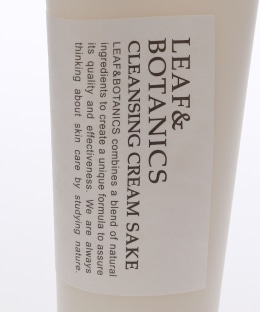 LEAF&
BOTANICS
CLEANSING CREAM SAKE
LEAF&BOTANICS combines a blend of natural
ingredients to create a unique formula to assure
its quality and effectiveness. We are always
thinking about skin care by studying nature.